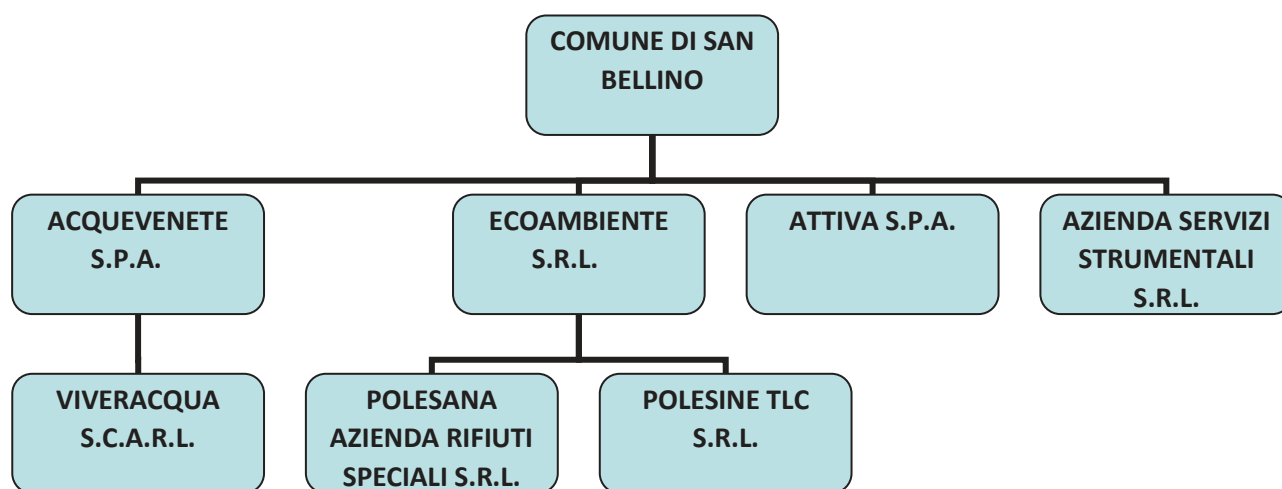 COMUNE DI SAN
BELLINO
ACQUEVENETE
S.P.A.
ECOAMBIENTE
S.R.L.
ATTIVA S.P.A.
AZIENDA SERVIZI
STRUMENTALI
S.R.L.
VIVERACQUA
S.C.A.R.L.
POLESANA
AZIENDA RIFIUTI
SPECIALI S.R.L.
POLESINE TLC
S.R.L.